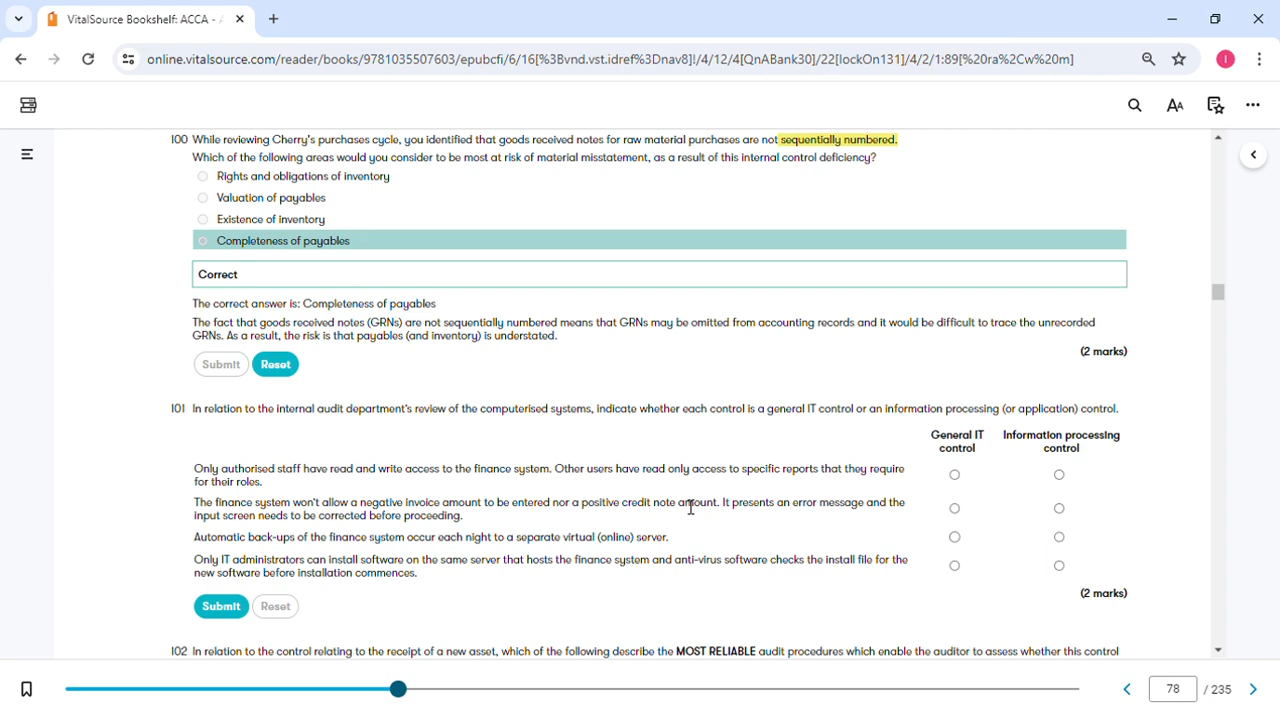 VitalSource Bookshelf: ACCA -
online.vitalsource.com/reader/books/9781035507603/epubcfi/6/16[%3Bvnd.vst.idref%3Dnav8]!/4/12/4[QnABank30]/22[lockOn131]/4/2/1:89[%20ra%2Cw%20m]
I
AA
100 While reviewing Cherry's purchases cycle, you identified that goods received notes for raw material purchases are not sequentially numbered.
Which of the following areas would you consider to be most at risk of material misstatement, as a result of this internal control deficiency?
Rights and obligations of inventory
Valuation of payables
Existence of inventory
Completeness of payables
Correct
The correct answer is: Completeness of payables
The fact that goods received notes (GRNs) are not sequentially numbered means that GRNs may be omitted from accounting records and it would be difficult to trace the unrecorded
GRNs. As a result, the risk is that payables (and inventory) is understated.
(2 marks)
Submit Reset
101 In relation to the internal audit department's review of the computerised systems, indicate whether each control is a general IT control or an information processing (or application) control.
General IT control
Information processing control
Only authorised staff have read and write access to the finance system. Other users have read only access to specific reports that they require
for their roles.
The finance system won't allow a negative invoice amount to be entered nor a positive credit note amount. It presents an error message and the
input screen needs to be corrected before proceeding.
Automatic back-ups of the finance system occur each night to a separate virtual (online) server.
Only IT administrators can install software on the same server that hosts the finance system and anti-virus software checks the install file for the
new software before installation commences.
(2 marks)
Submit Reset
102 In relation to the control relating to the receipt of a new asset, which of the following describe the MOST RELIABLE audit procedures which enable the auditor to assess whether this control
78 / 235